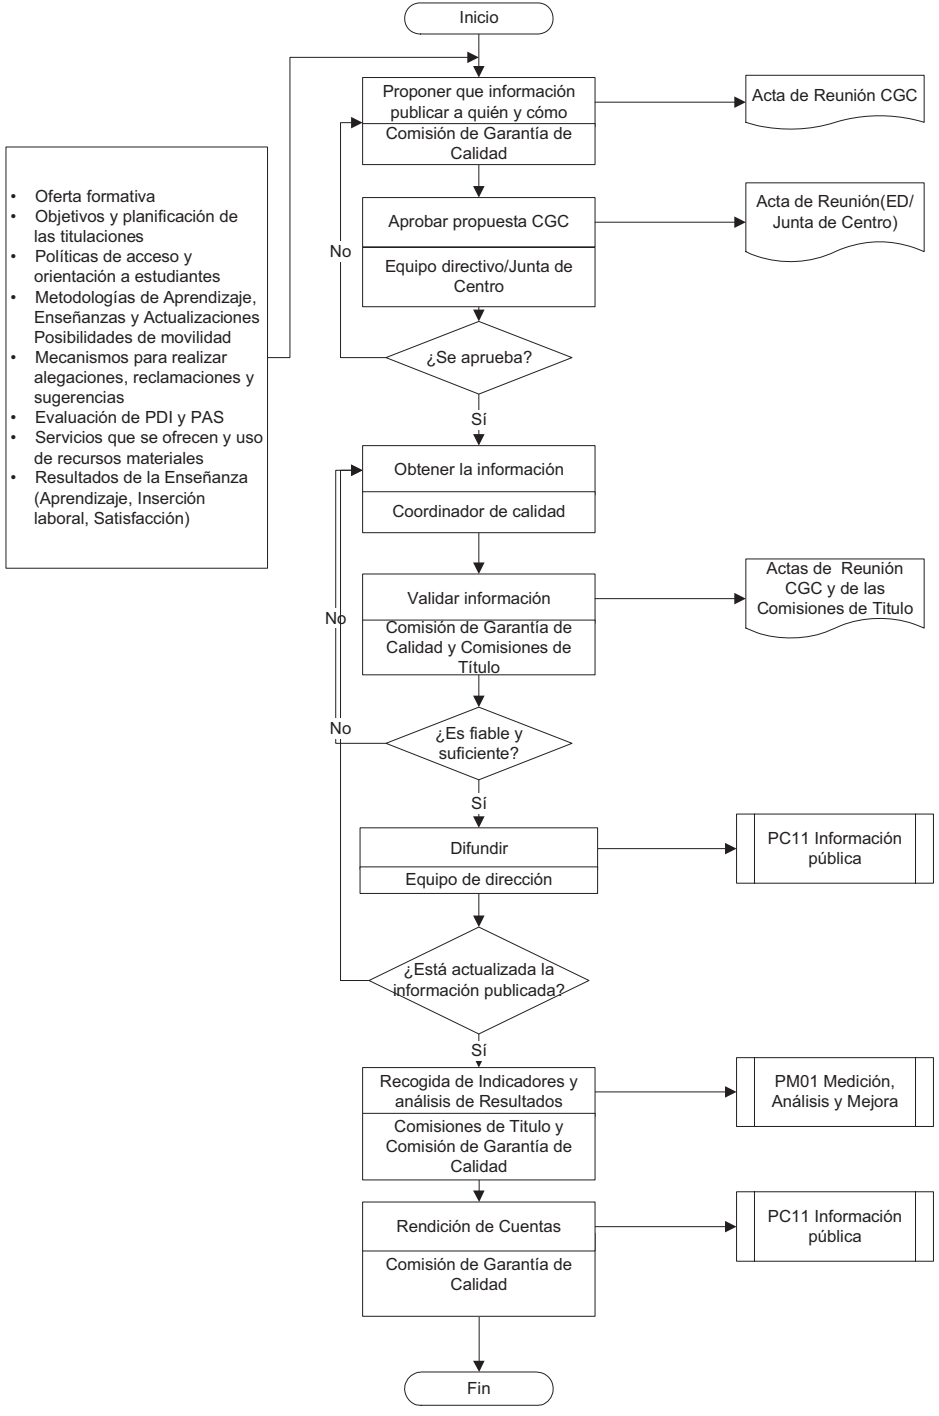 Inicio
Proponer que información
publicar a quién y cómo
Comisión de Garantía de
Calidad
Acta de Reunión CGC
• Oferta formativa
• Objetivos y planificación de
las titulaciones
• Políticas de acceso y
orientación a estudiantes
• Metodologías de Aprendizaje,
Enseñanzas y Actualizaciones
Posibilidades de movilidad
• Mecanismos para realizar
alegaciones, reclamaciones y
sugerencias
• Evaluación de PDI y PAS
• Servicios que se ofrecen y uso
de recursos materiales
• Resultados de la Enseñanza
(Aprendizaje, Inserción
laboral, Satisfacción)
Aprobar propuesta CGC
Equipo directivo/Junta de
Centro
Acta de Reunión(ED/
Junta de Centro)
No
¿Se aprueba?
Sí
Obtener la información
Coordinador de calidad
Validar información
Comisión de Garantía de
Calidad y Comisiones de
Título
Actas de Reunión
CGC y de las
Comisiones de Titulo
No
No
¿Es fiable y
suficiente?
Sí
Difundir
Equipo de dirección
PC11 Información
pública
¿Está actualizada la
información publicada?
Sí
Recogida de Indicadores y
análisis de Resultados
Comisiones de Titulo y
Comisión de Garantía de
Calidad
PM01 Medición,
Análisis y Mejora
Rendición de Cuentas
Comisión de Garantía de
Calidad
PC11 Información
pública
Fin